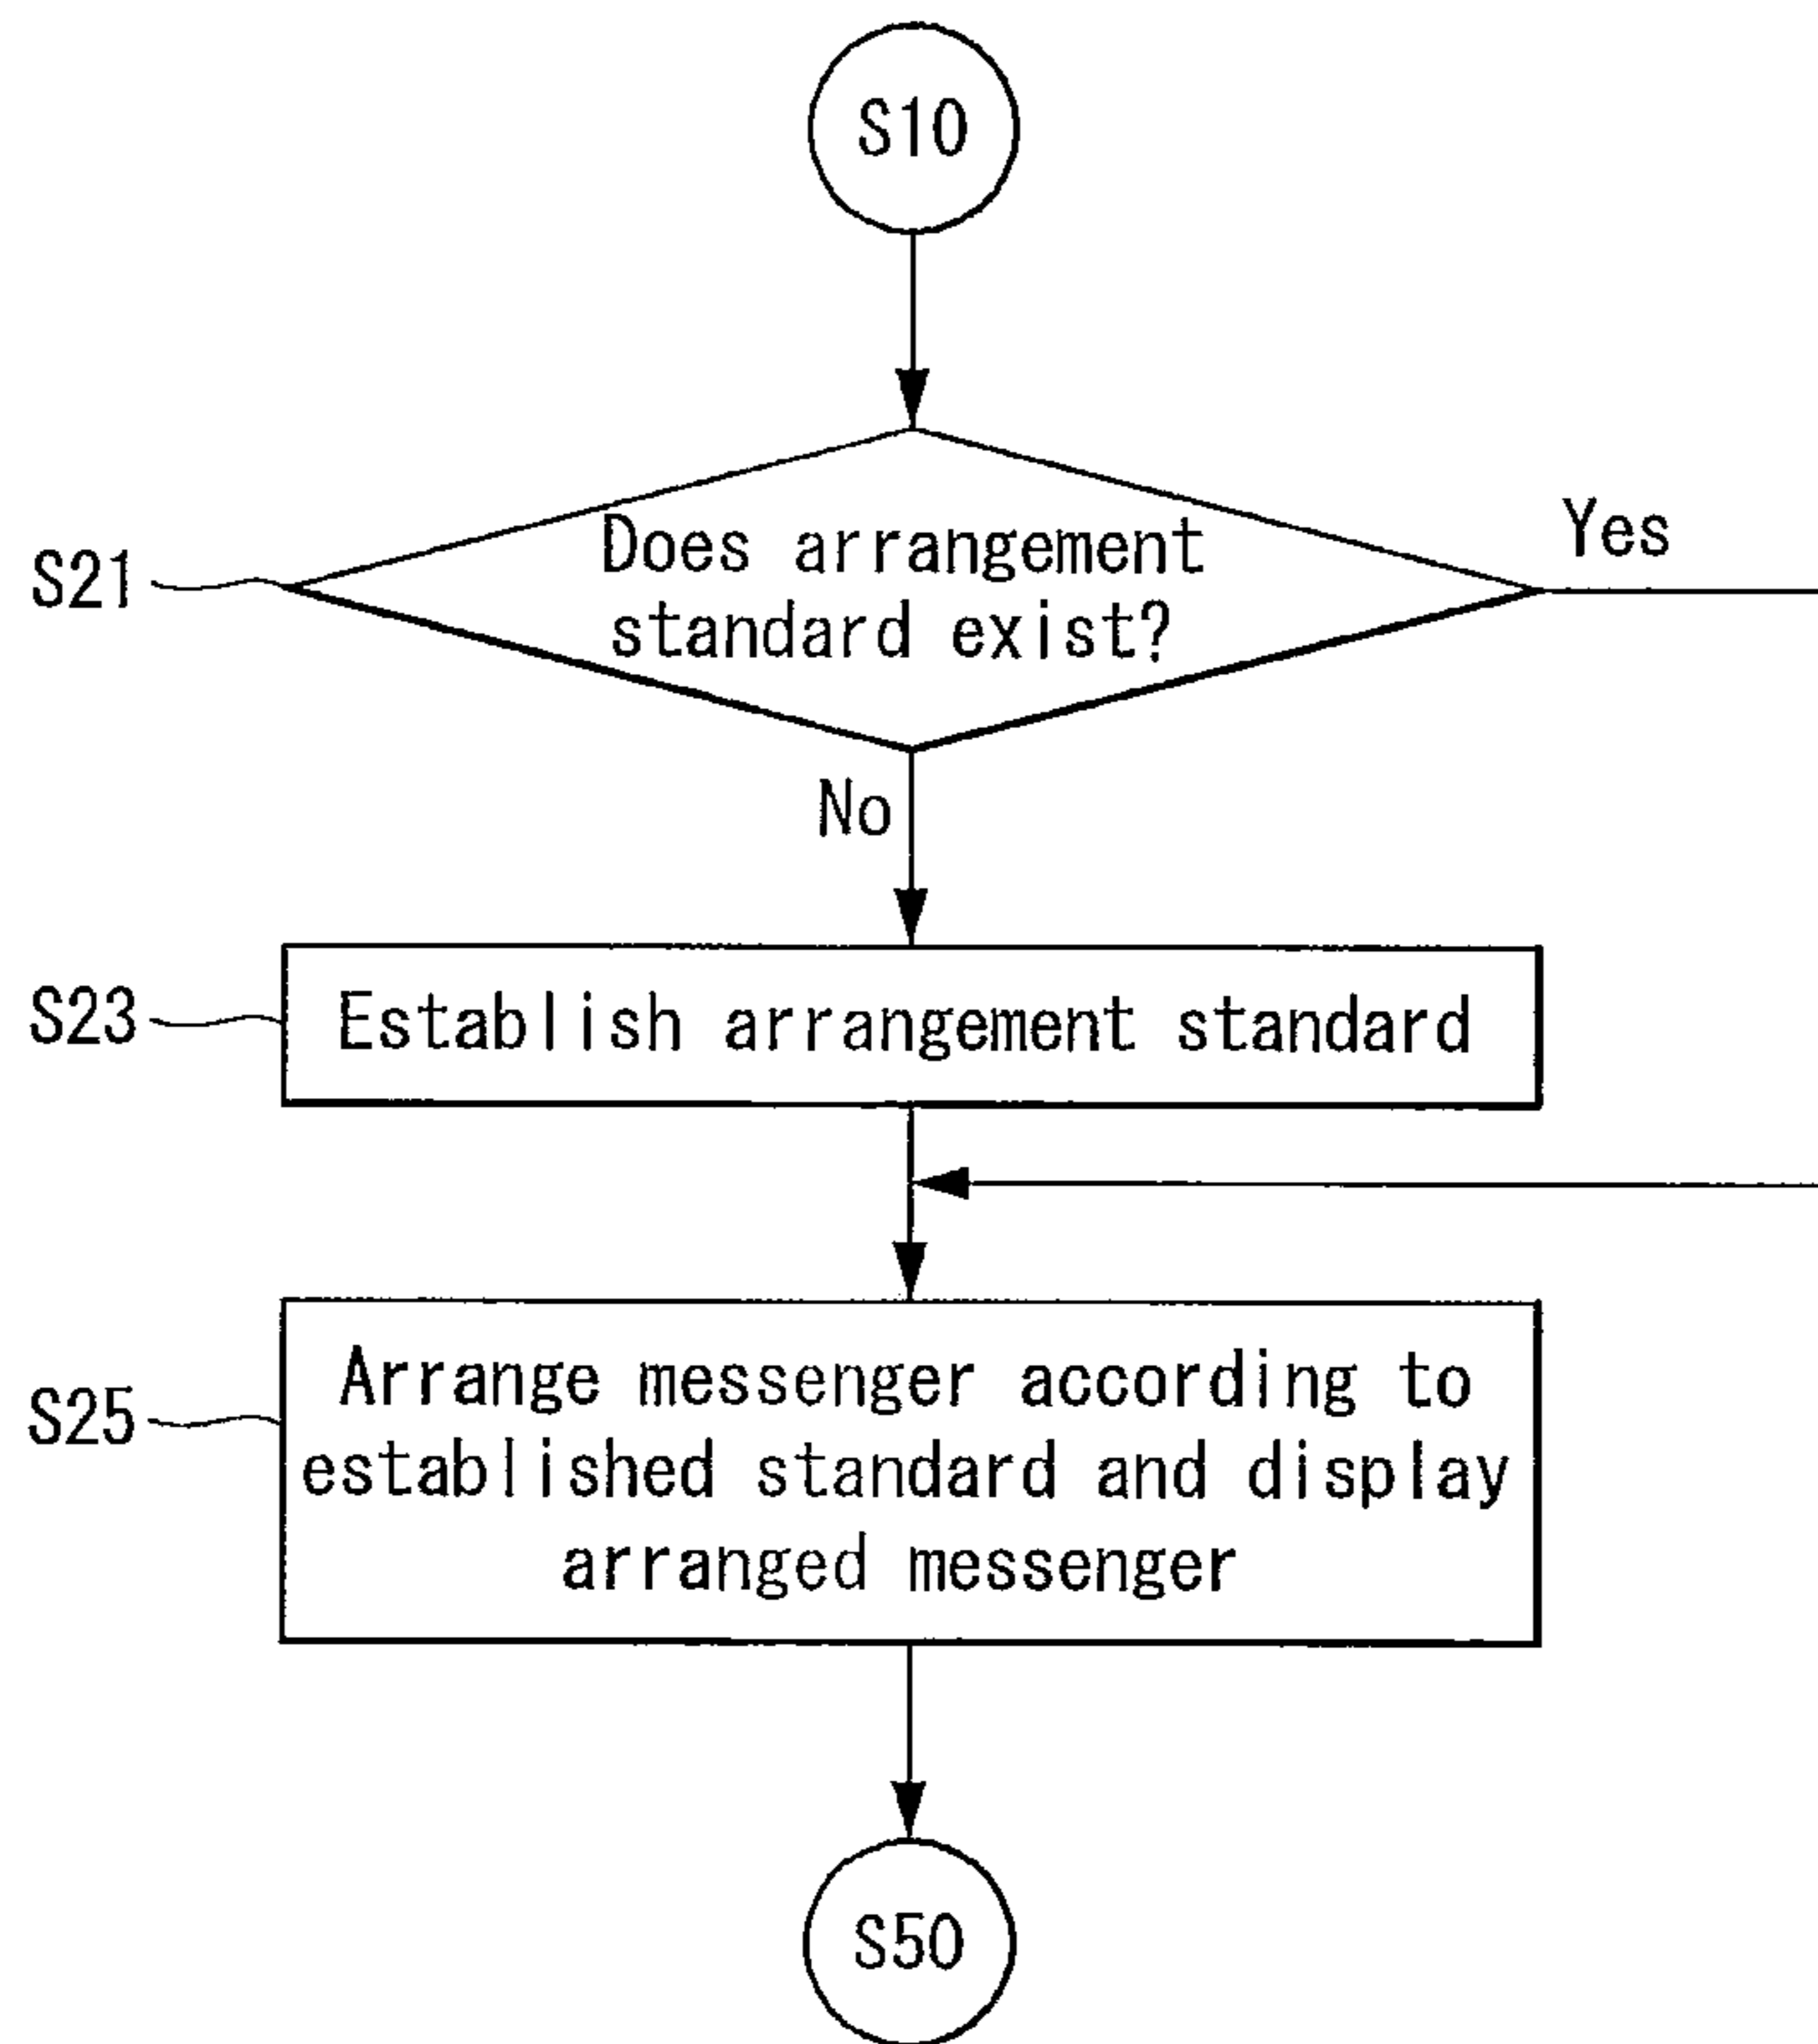 S10
S21
Does arrangement
standard exist?
Yes
No
S23
Establish arrangement standard
S25
Arrange messenger according to
established standard and display
arranged messenger
S50